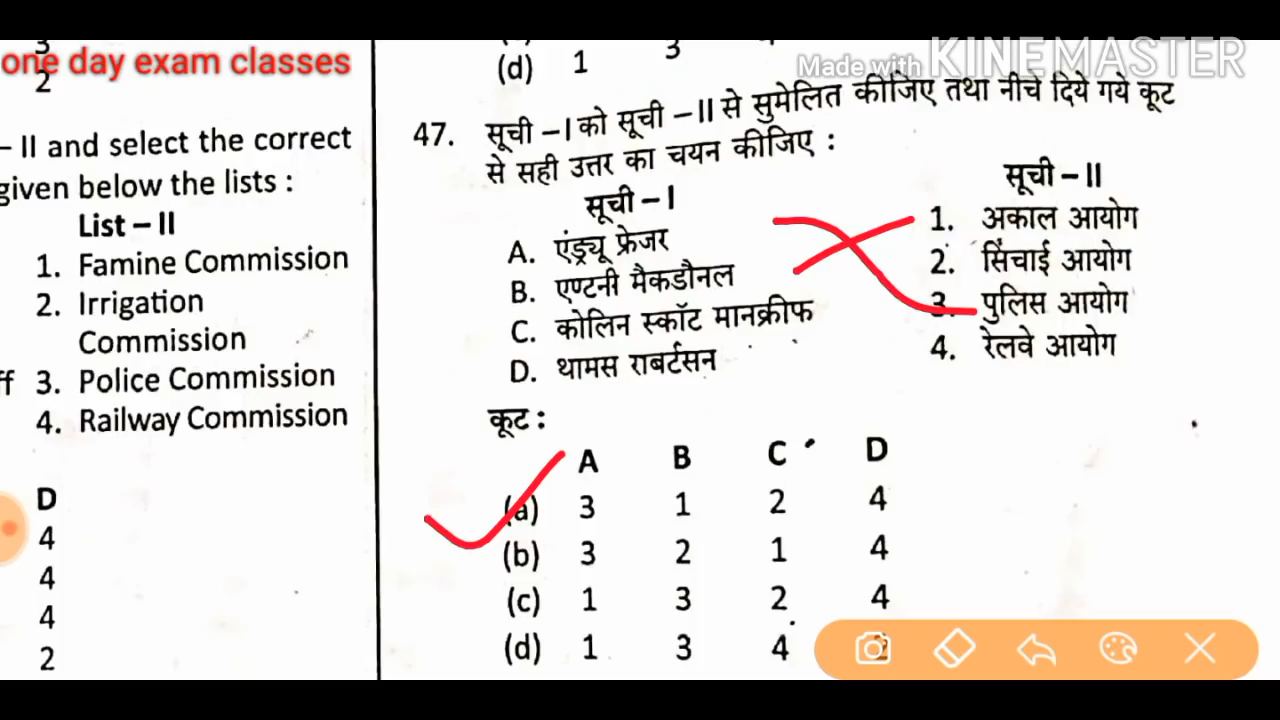 3
one day exam classes
2
– II and select the correct
given below the lists :
List – II
1. Famine Commission
2. Irrigation
Commission
ff 3. Police Commission
4. Railway Commission
D
4
4
4
2
Made with KINEMASTER
(d) 1 3
47. सूची –I को सूची –II से सुमेलित कीजिए तथा नीचे दिये गये कूट
से सही उत्तर का चयन कीजिए :
सूची –I सूची –II
A. एंड्र्यू फ्रेजर 1. अकाल आयोग
B. एण्टनी मैकडौनल 2. सिंचाई आयोग
C. कोलिन स्कॉट मानक्रीफ 3. पुलिस आयोग
D. थामस राबर्टसन 4. रेलवे आयोग
कूट :
A B C D
(a) 3 1 2 4
(b) 3 2 1 4
(c) 1 3 2 4
(d) 1 3 4 2